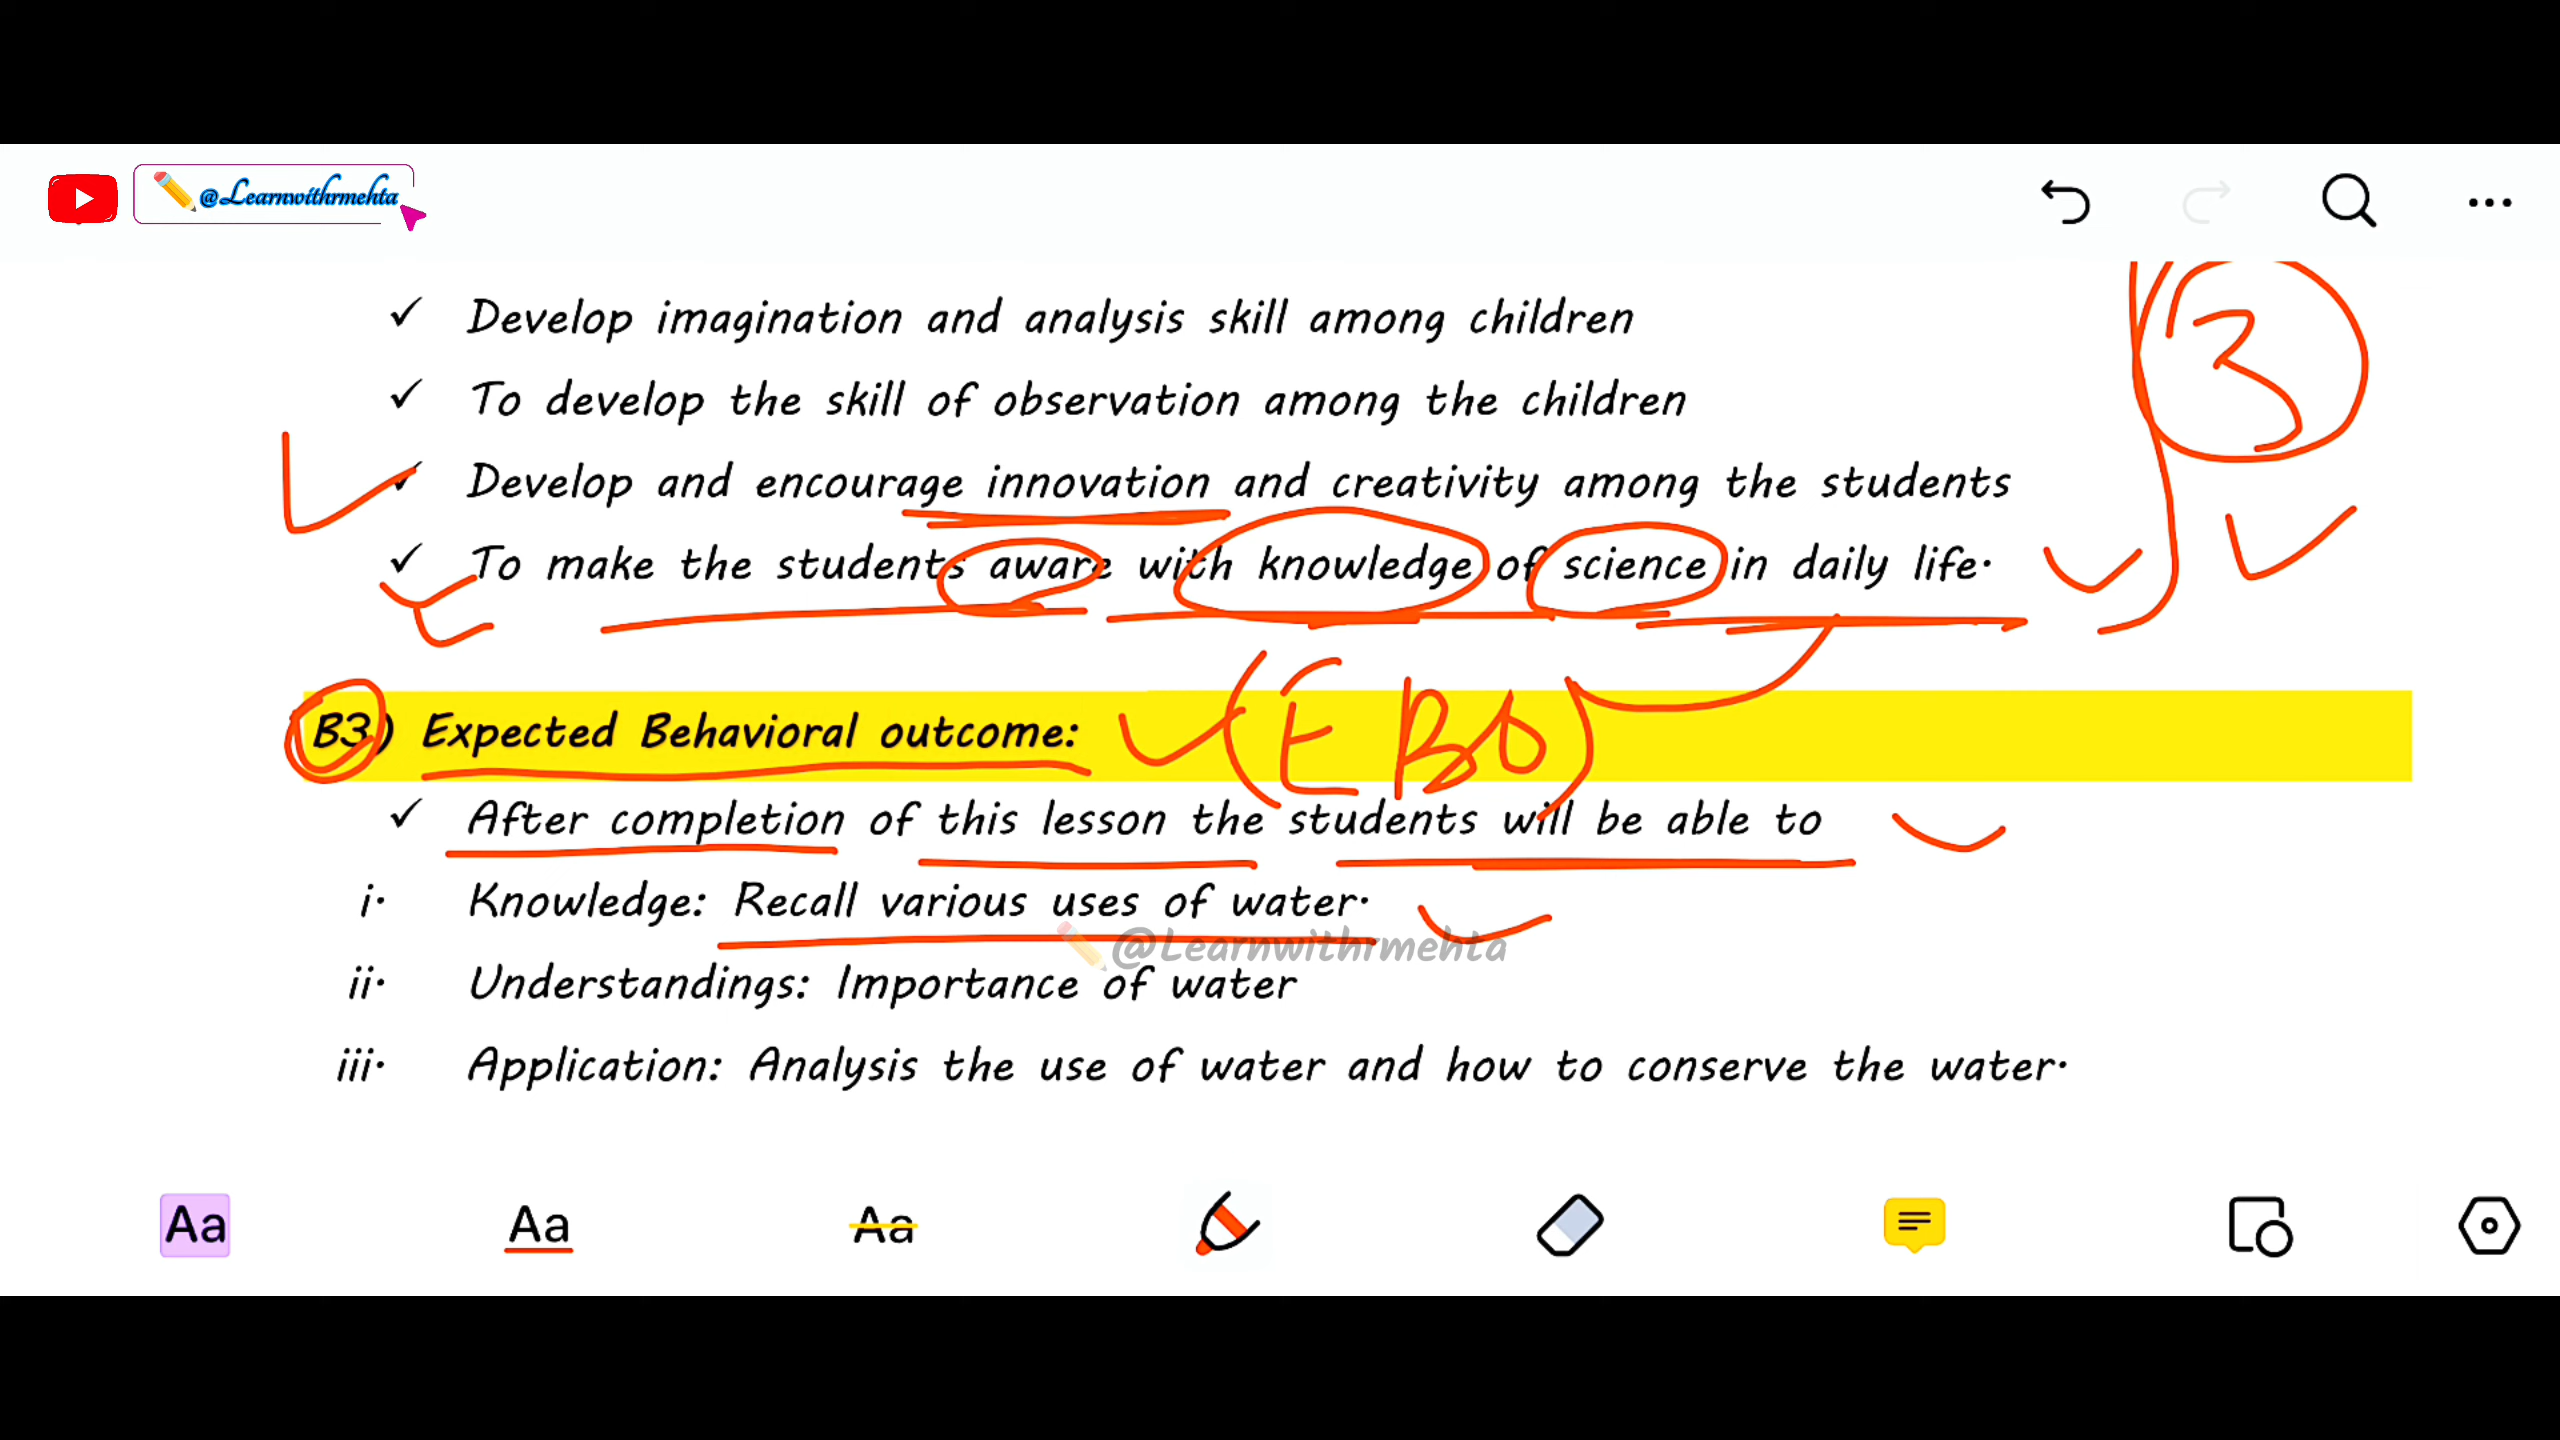 @Learnwithrmehta
✓ Develop imagination and analysis skill among children
3
✓ To develop the skill of observation among the children
✓ Develop and encourage innovation and creativity among the students
✓ To make the students aware with knowledge of science in daily life.
B3) Expected Behavioral outcome: (EBO)
✓ After completion of this lesson the students will be able to
i. Knowledge: Recall various uses of water.
@Learnwithrmehta
ii. Understandings: Importance of water
iii. Application: Analysis the use of water and how to conserve the water.
Aa Aa Aa